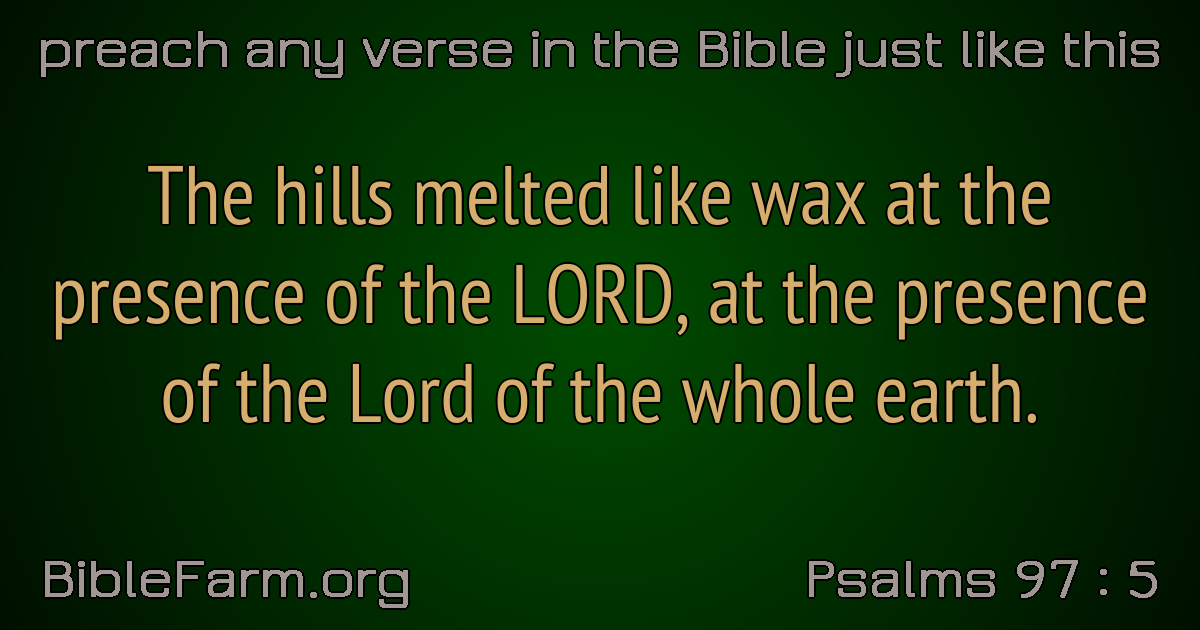 preach any verse in the Bible just like this
The hills melted like wax at the
presence of the LORD, at the presence
of the Lord of the whole earth.
BibleFarm.org
Psalms 97 : 5